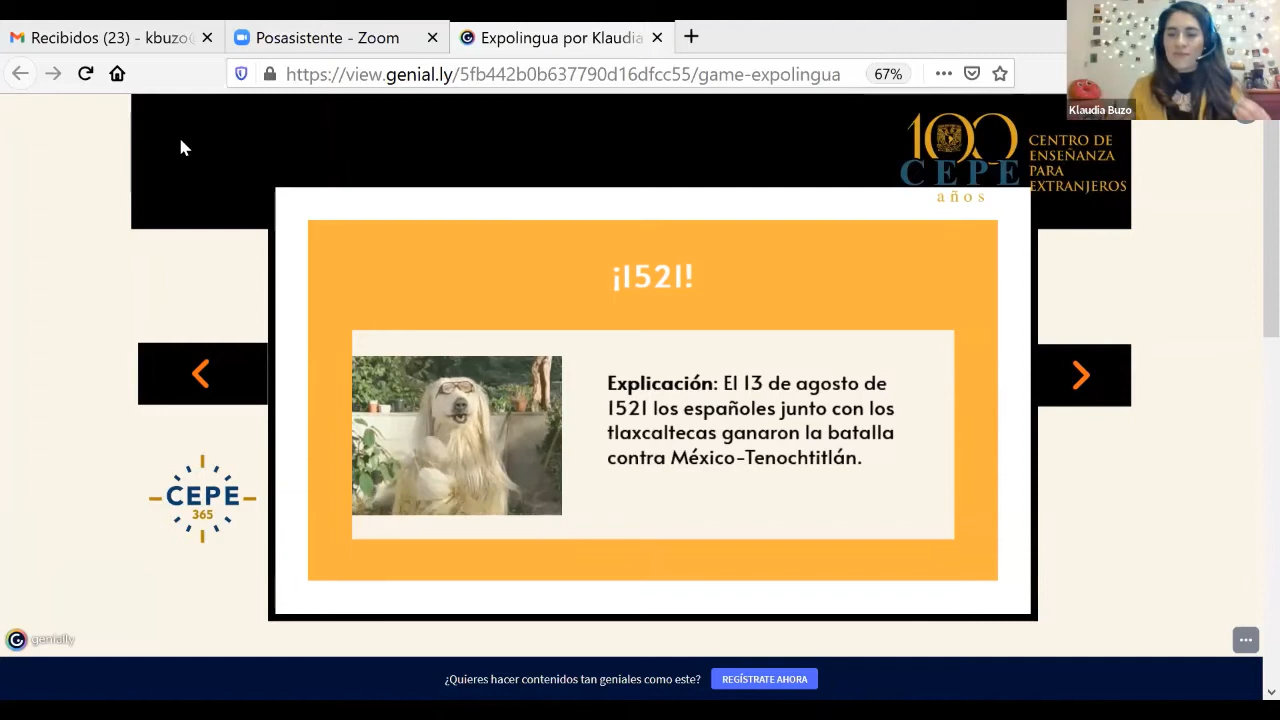 Recibidos (23) - kbuzo
Posasistente - Zoom
Expolingua por Klaudia
https://view.genial.ly/5fb442b0b637790d16dfcc55/game-expolingua
67%
Klaudia Buzo
100
CEPE
años
CENTRO DE
ENSEÑANZA
PARA
EXTRANJEROS
¡1521!
Explicación: El 13 de agosto de
1521 los españoles junto con los
tlaxcaltecas ganaron la batalla
contra México-Tenochtitlán.
CEPE
365
genially
¿Quieres hacer contenidos tan geniales como este?
REGÍSTRATE AHORA